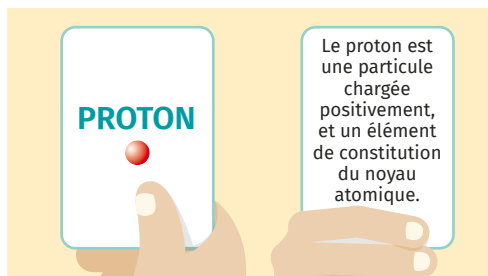 PROTON
Le proton est
une particule
chargée
positivement,
et un élément
de constitution
du noyau
atomique.